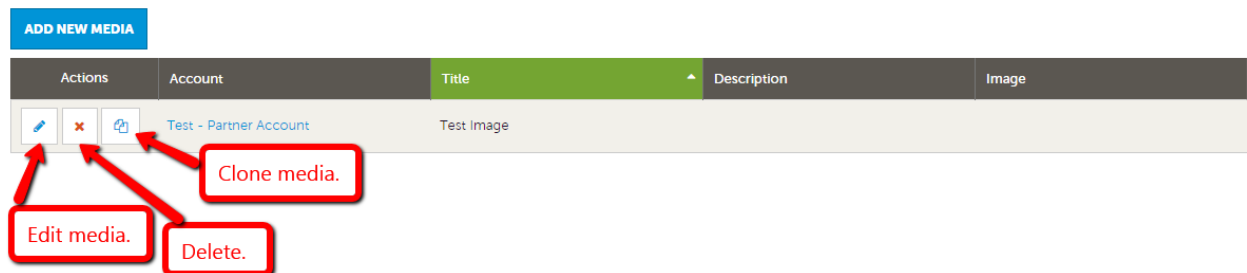 ADD NEW MEDIA
Actions Account Title Description Image
Test - Partner Account Test Image
Clone media.
Edit media.
Delete.